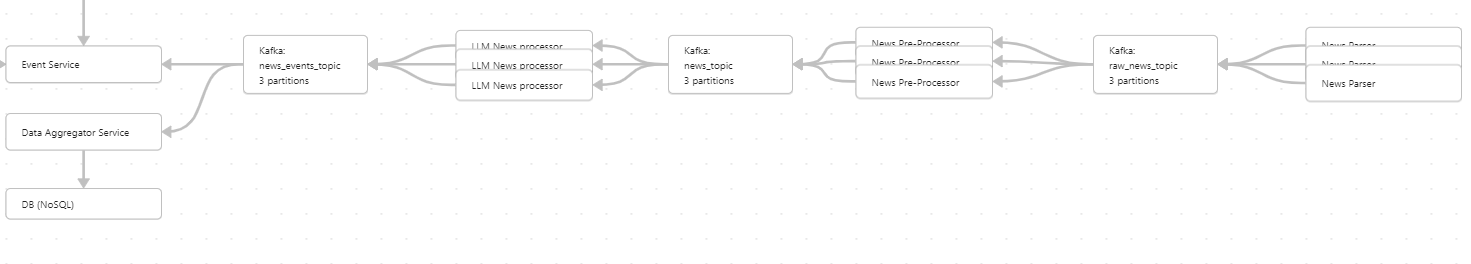 Event Service
Data Aggregator Service
DB (NoSQL)
Kafka:
news_events_topic
3 partitions
LLM News processor
LLM News processor
LLM News processor
Kafka:
news_topic
3 partitions
News Pre-Processor
News Pre-Processor
News Pre-Processor
Kafka:
raw_news_topic
3 partitions
News Parser
News Parser
News Parser